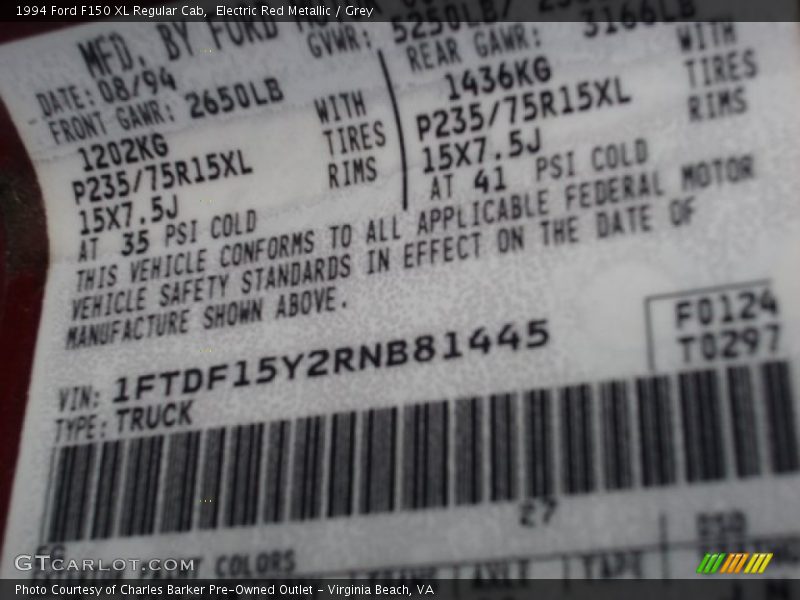 1994 Ford F150 XL Regular Cab, Electric Red Metallic / Grey
MFD. BY FORD
GVWR: 5250LB/
DATE: 08/94
REAR GAWR: 3166LB
FRONT GAWR: 2650LB
1436KG WITH
1202KG WITH
P235/75R15XL TIRES
P235/75R15XL TIRES
15X7.5J RIMS
15X7.5J RIMS
AT 41 PSI COLD
AT 35 PSI COLD
THIS VEHICLE CONFORMS TO ALL APPLICABLE FEDERAL MOTOR
VEHICLE SAFETY STANDARDS IN EFFECT ON THE DATE OF
MANUFACTURE SHOWN ABOVE.
F0124
T0297
VIN: 1FTDF15Y2RNB81445
TYPE: TRUCK
27
PAINT COLORS
TAPE
GTCARLOT.COM
Photo Courtesy of Charles Barker Pre-Owned Outlet - Virginia Beach, VA